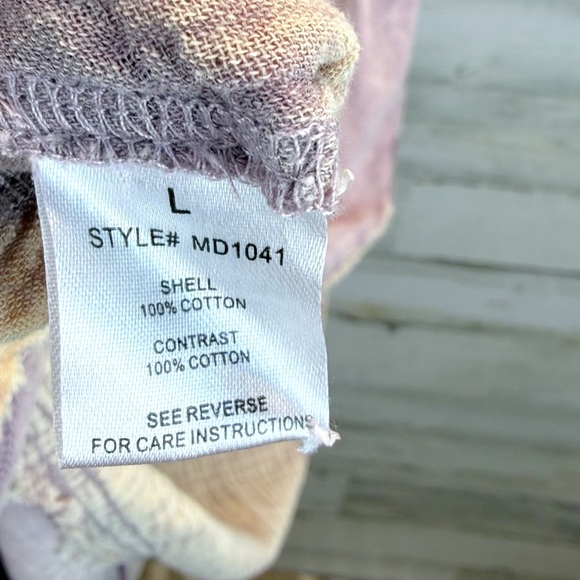 L
STYLE# MD1041
SHELL
100% COTTON
CONTRAST
100% COTTON
SEE REVERSE
FOR CARE INSTRUCTIONS